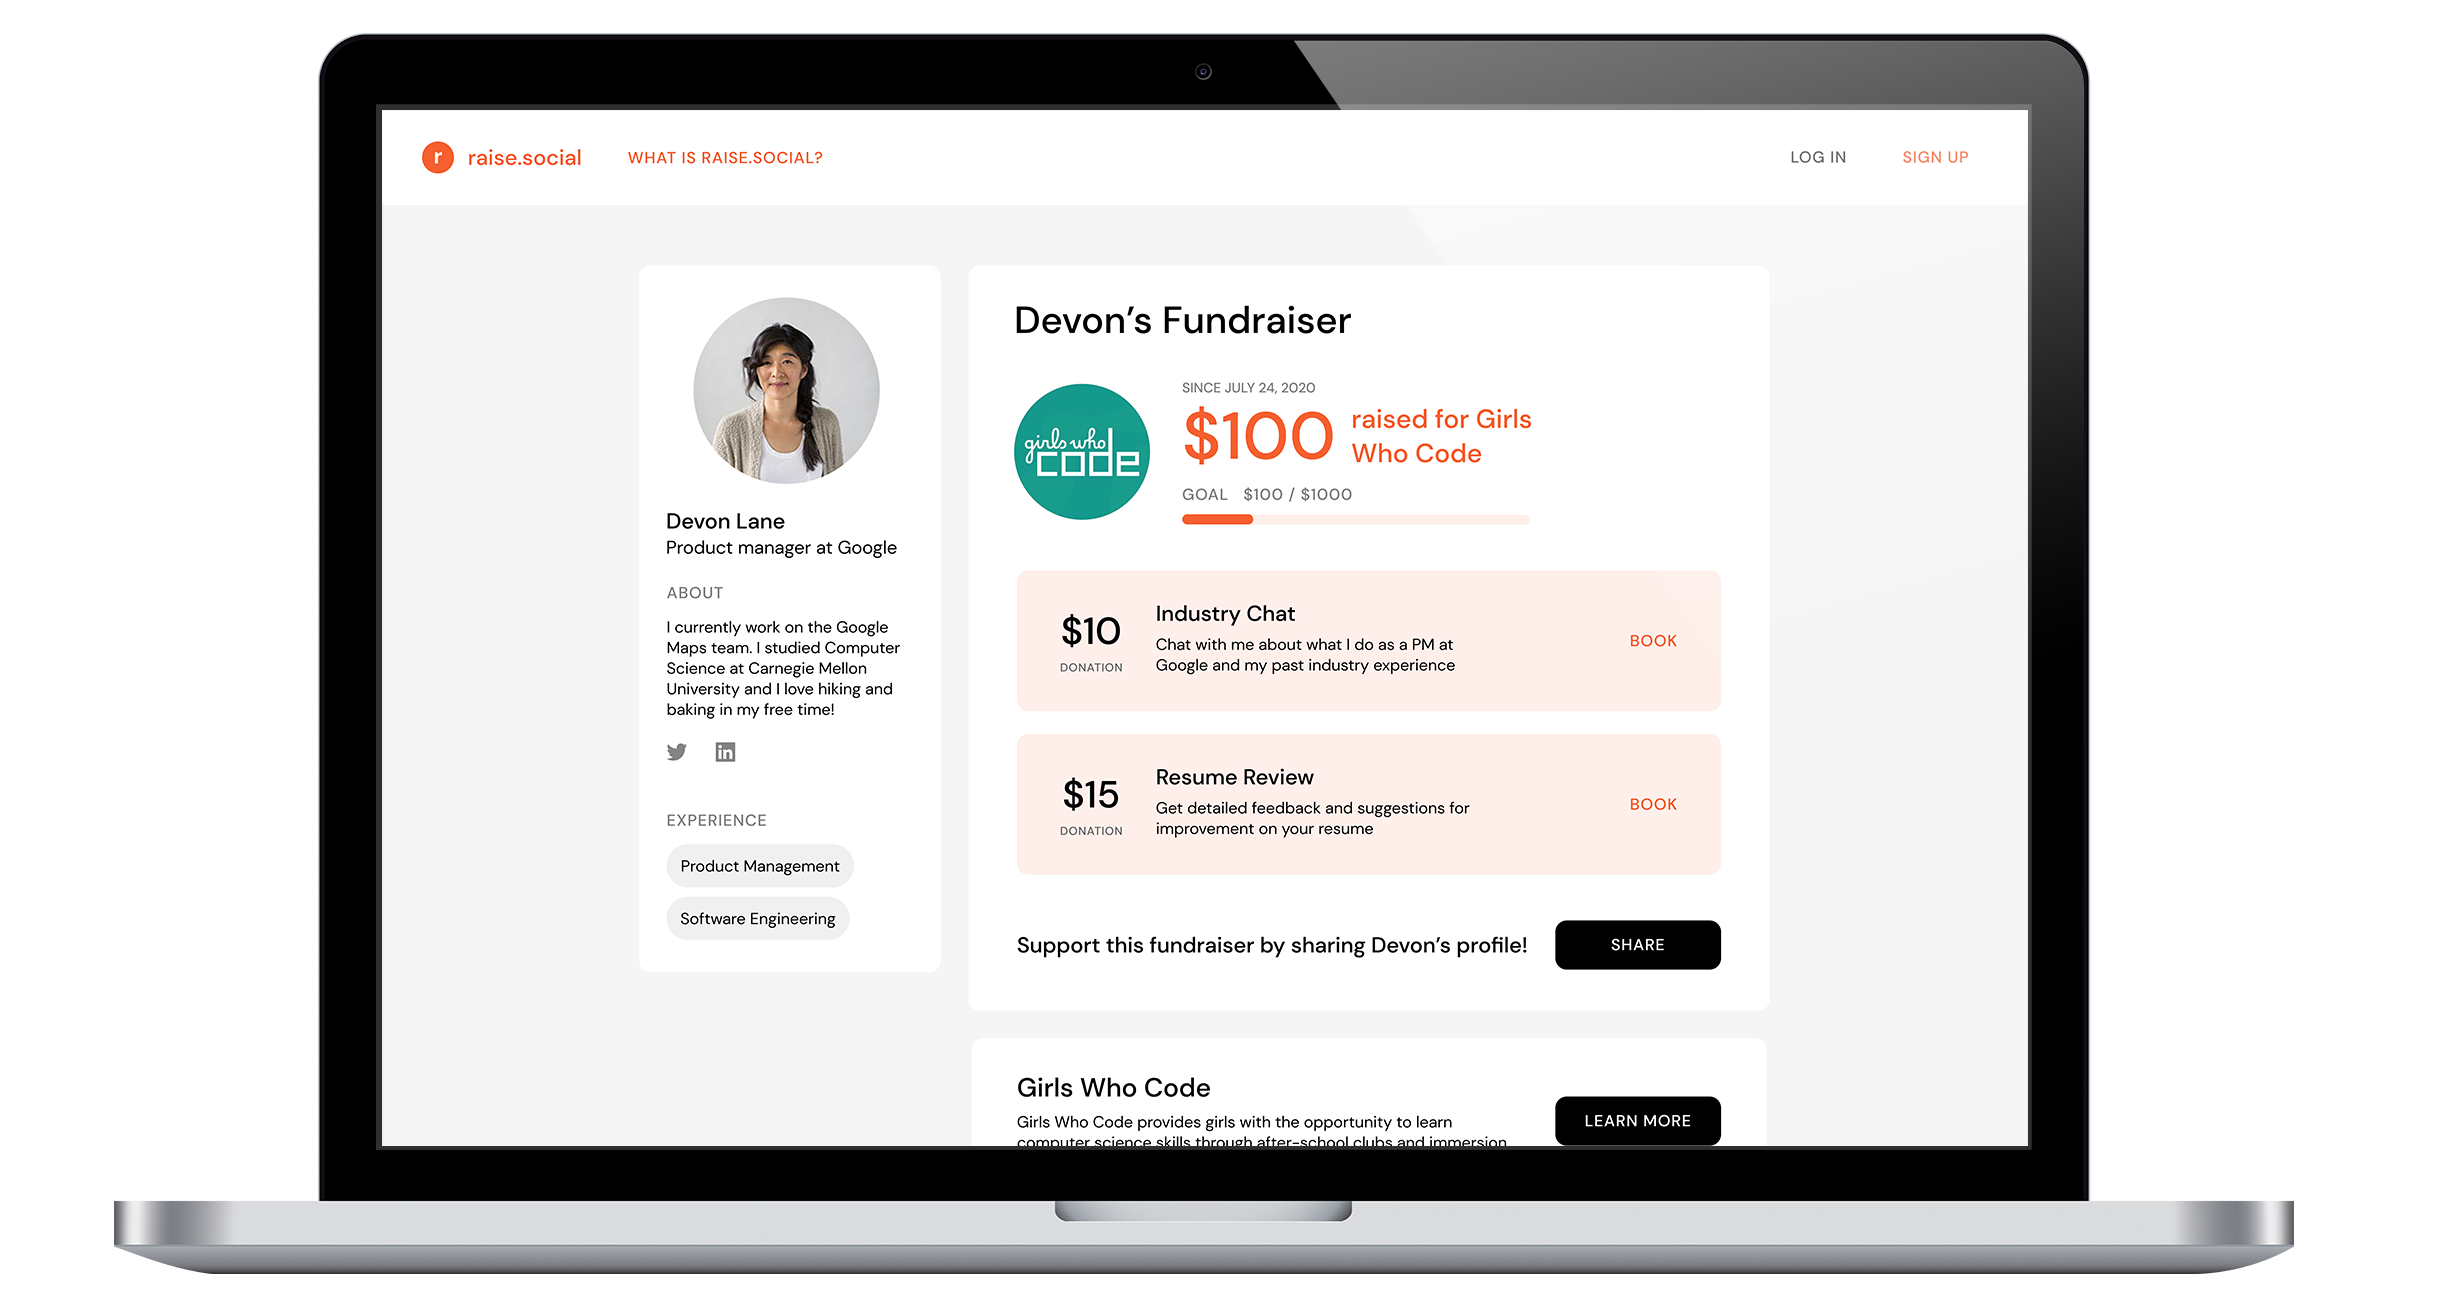 r raise.social WHAT IS RAISE.SOCIAL? LOG IN SIGN UP
Devon Lane
Product manager at Google
ABOUT
I currently work on the Google
Maps team. I studied Computer
Science at Carnegie Mellon
University and I love hiking and
baking in my free time!
in
EXPERIENCE
Product Management
Software Engineering
Devon’s Fundraiser
girls who
code
SINCE JULY 24, 2020
$100
raised for Girls
Who Code
GOAL $100 / $1000
$10
DONATION
Industry Chat
Chat with me about what I do as a PM at
Google and my past industry experience
BOOK
$15
DONATION
Resume Review
Get detailed feedback and suggestions for
improvement on your resume
BOOK
Support this fundraiser by sharing Devon’s profile!
SHARE
Girls Who Code
Girls Who Code provides girls with the opportunity to learn
computer science skills through after-school clubs and immersion
LEARN MORE